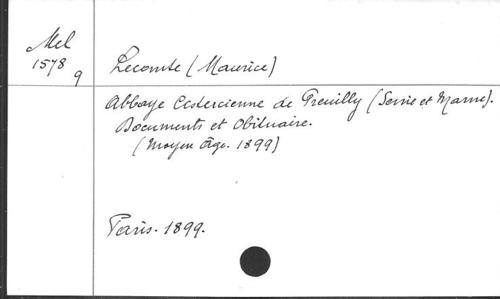 Mel
1578
9
Lecomte (Maurice)
Abbaye Cistercienne de Preuilly (Seine et Marne).
Documents et Obituaire.
(Moyen Âge. 1899)
Paris. 1899.